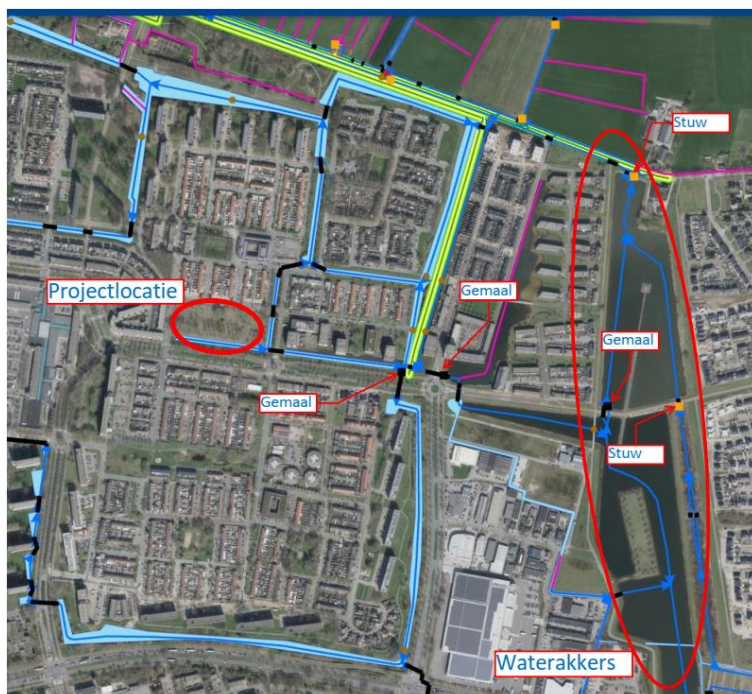 Stuw
Projectlocatie
Gemaal
Gemaal
Gemaal
Stuw
Waterakkers